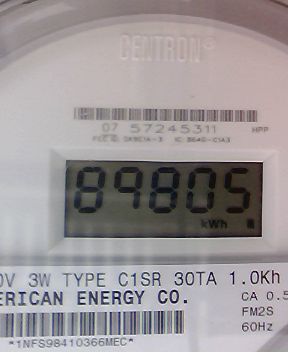 CENTRON®
07 57245311 HPP
89805
kWh
0V 3W TYPE C1SR 30TA 1.0Kh
ERICAN ENERGY CO. CA 0.5
FM2S
60Hz
*1NFS98410366MEC*